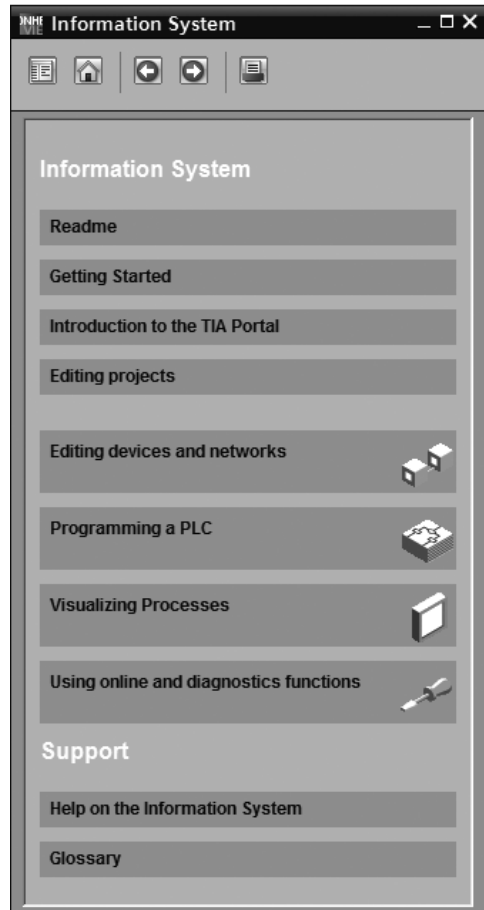 Information System
Information System
Readme
Getting Started
Introduction to the TIA Portal
Editing projects
Editing devices and networks
Programming a PLC
Visualizing Processes
Using online and diagnostics functions
Support
Help on the Information System
Glossary